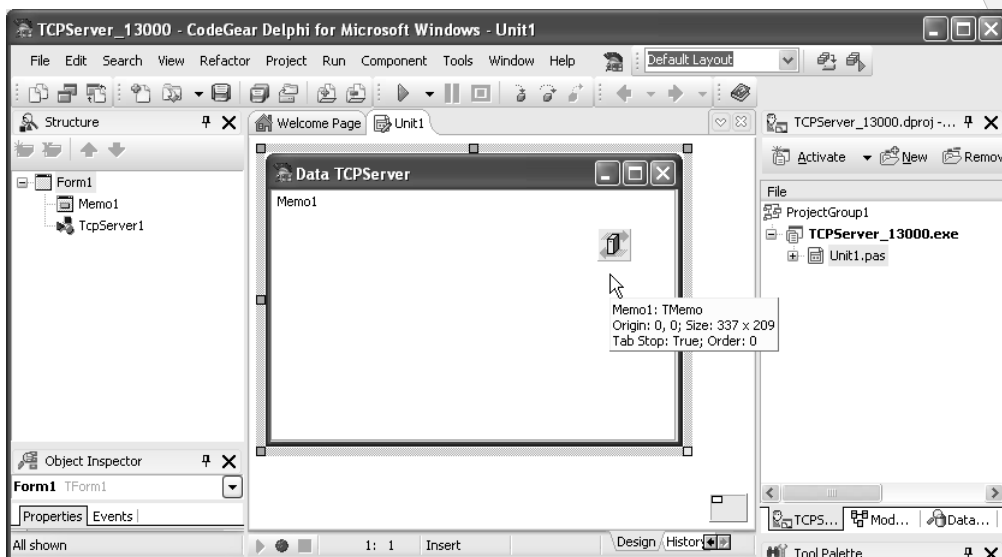 TCPServer_13000 - CodeGear Delphi for Microsoft Windows - Unit1
File Edit Search View Refactor Project Run Component Tools Window Help
Default Layout
Structure
Form1
Memo1
TcpServer1
Object Inspector
Form1 TForm1
Properties Events
All shown
Welcome Page Unit1
Data TCPServer
Memo1
Memo1: TMemo
Origin: 0, 0; Size: 337 x 209
Tab Stop: True; Order: 0
1: 1 Insert
Design Histor
TCPServer_13000.dproj - ...
Activate New Remov
File
ProjectGroup1
TCPServer_13000.exe
Unit1.pas
TCPS... Mod... Data...
Tool Palette